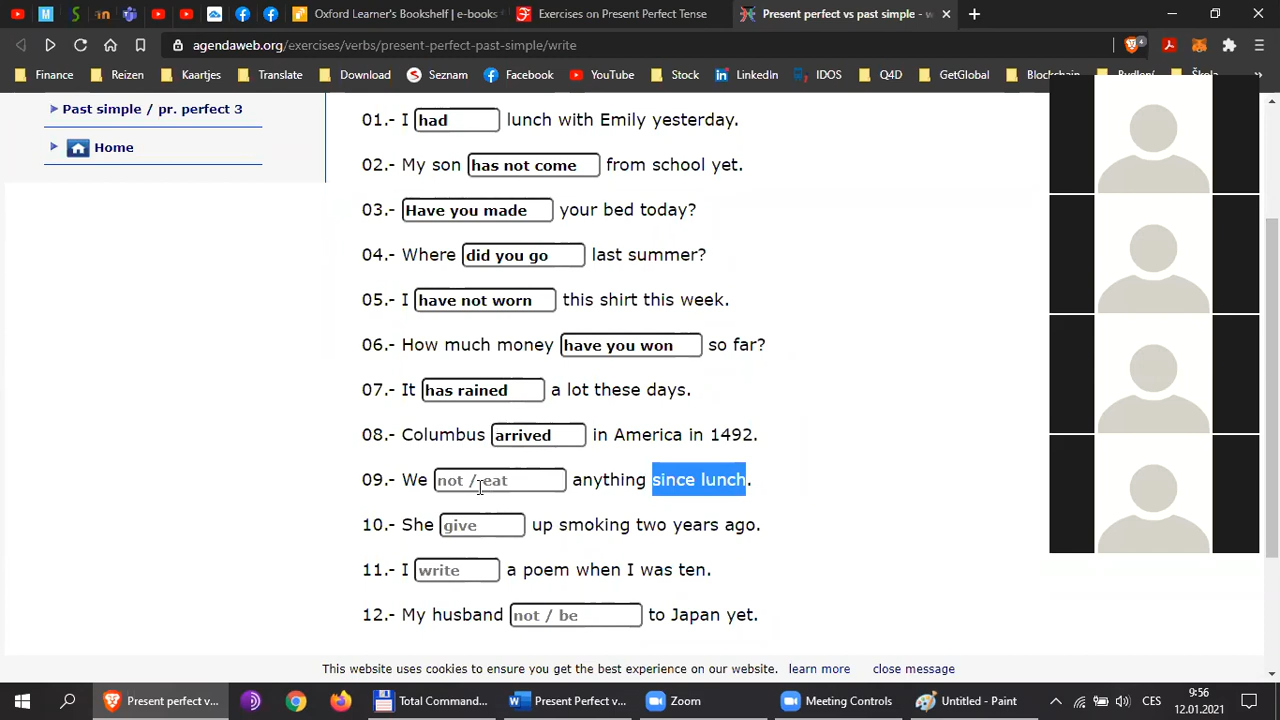 Oxford Learner's Bookshelf | e-books
Exercises on Present Perfect Tense
Present perfect vs past simple - w
agendaweb.org/exercises/verbs/present-perfect-past-simple/write
4
Finance
Reizen
Kaartjes
Translate
Download
Seznam
Facebook
YouTube
Stock
LinkedIn
IDOS
Q4D
GetGlobal
Blockchain
Bydlení
Škola
Past simple / pr. perfect 3
Home
01.- I had lunch with Emily yesterday.
02.- My son has not come from school yet.
03.- Have you made your bed today?
04.- Where did you go last summer?
05.- I have not worn this shirt this week.
06.- How much money have you won so far?
07.- It has rained a lot these days.
08.- Columbus arrived in America in 1492.
09.- We not / eat anything since lunch.
10.- She give up smoking two years ago.
11.- I write a poem when I was ten.
12.- My husband not / be to Japan yet.
This website uses cookies to ensure you get the best experience on our website. learn more close message
Present perfect v...
Total Comman...
Present Perfect v...
Zoom
Meeting Controls
Untitled - Paint
CES
9:56
12.01.2021